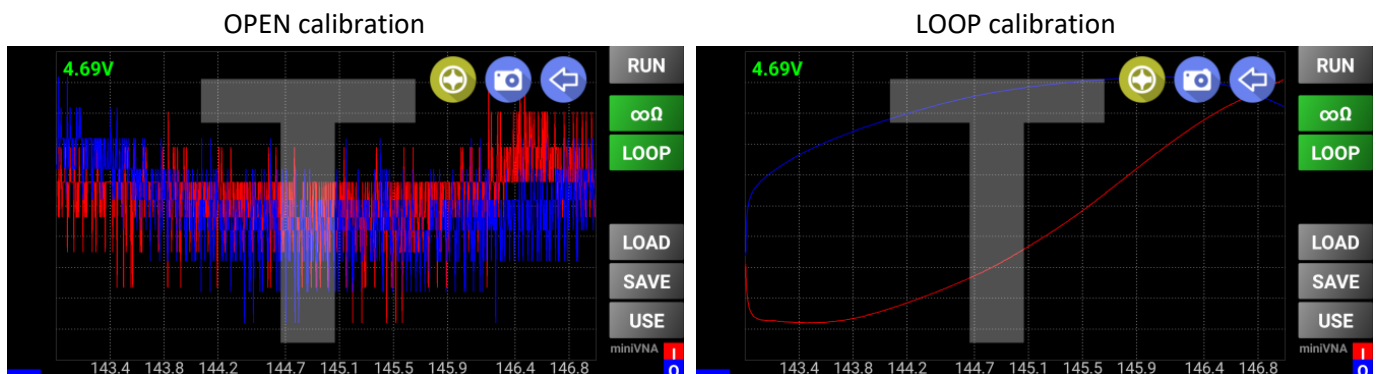 OPEN calibration
4.69V
RUN
∞Ω
LOOP
LOAD
SAVE
USE
miniVNA
I
Q
143.4 143.8 144.2 144.7 145.1 145.5 145.9 146.4 146.8
LOOP calibration
4.69V
RUN
∞Ω
LOOP
LOAD
SAVE
USE
miniVNA
I
Q
143.4 143.8 144.2 144.7 145.1 145.5 145.9 146.4 146.8
T
T